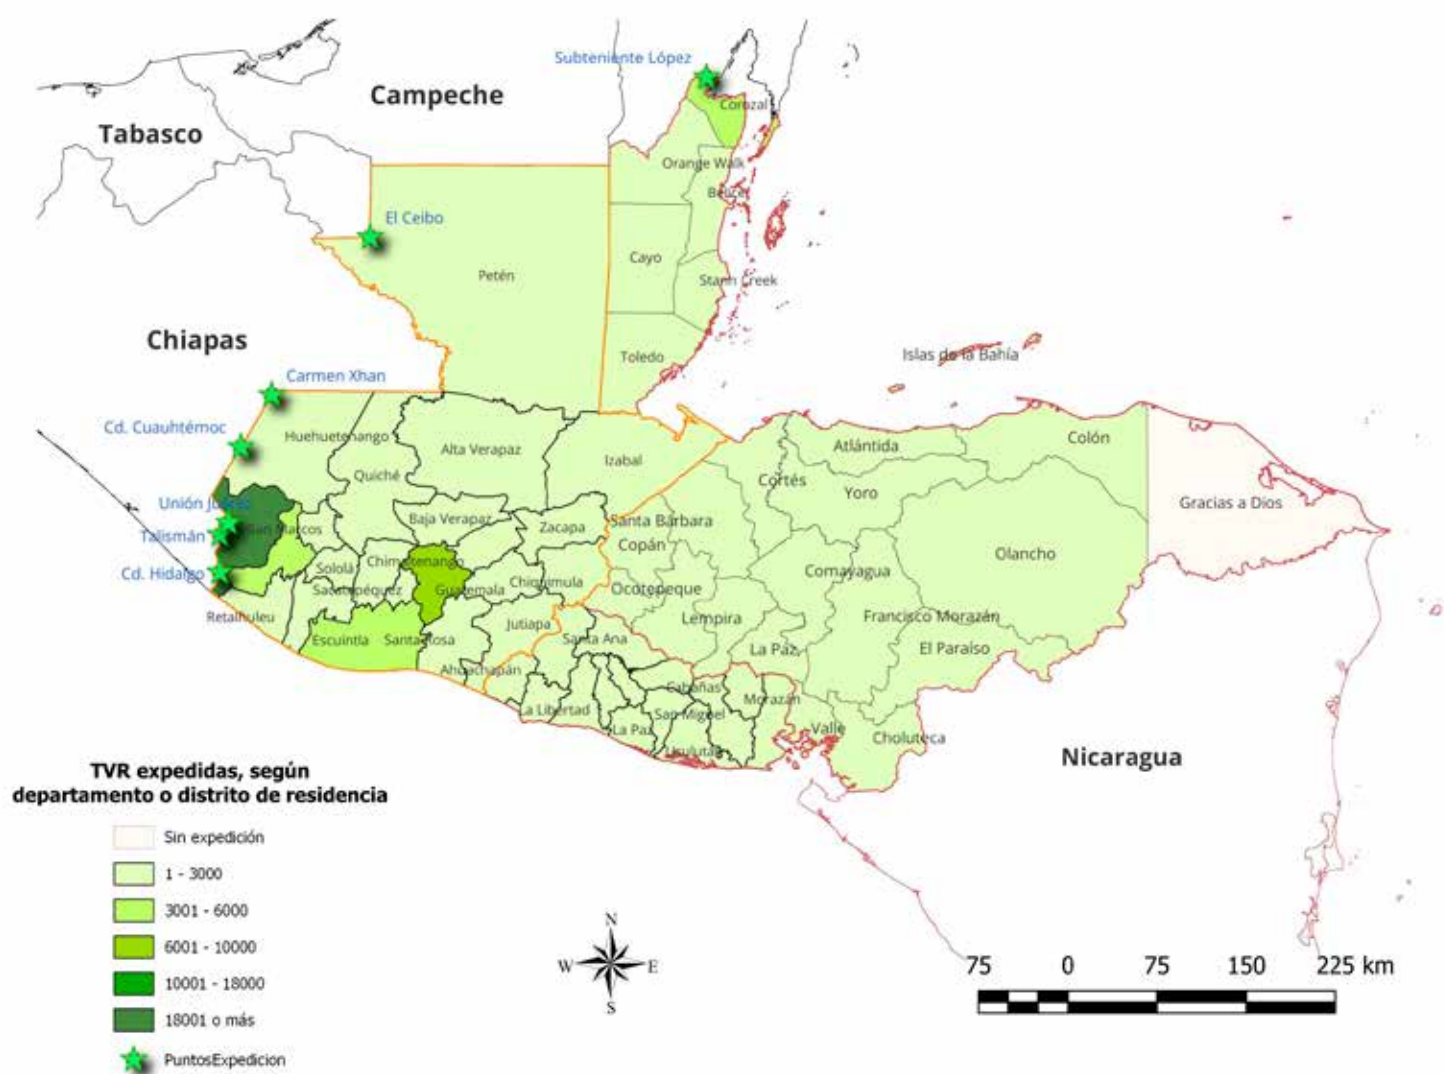 Subteniente López
Campeche
Corozal
Tabasco
Orange Walk
Belize
El Ceibo
Cayo
Petén
Stann Creek
Chiapas
Toledo
Islas de la Bahía
Carmen Xhan
Cd. Cuauhtémoc
Huehuetenango
Alta Verapaz
Atlántida
Colón
Izabal
Quiché
Cortés
Yoro
Unión Juárez
Gracias a Dios
San Marcos
Baja Verapaz
Zacapa
Santa Bárbara
Talismán
Copán
Olancho
Chimaltenango
Sololá
Comayagua
Cd. Hidalgo
Chiquimula
Sacatepéquez
Guatemala
Ocotepeque
Retalhuleu
Lempira
Francisco Morazán
Jutiapa
Escuintla
Santa Rosa
Santa Ana
La Paz
El Paraíso
Ahuachapán
Cabañas
Morazán
La Libertad
San Miguel
La Paz
Valle
Choluteca
Usulután
Nicaragua
TVR expedidas, según
departamento o distrito de residencia
Sin expedición
1 - 3000
3001 - 6000
6001 - 10000
10001 - 18000
18001 o más
PuntosExpedicion
N
W
E
S
75 0 75 150 225 km